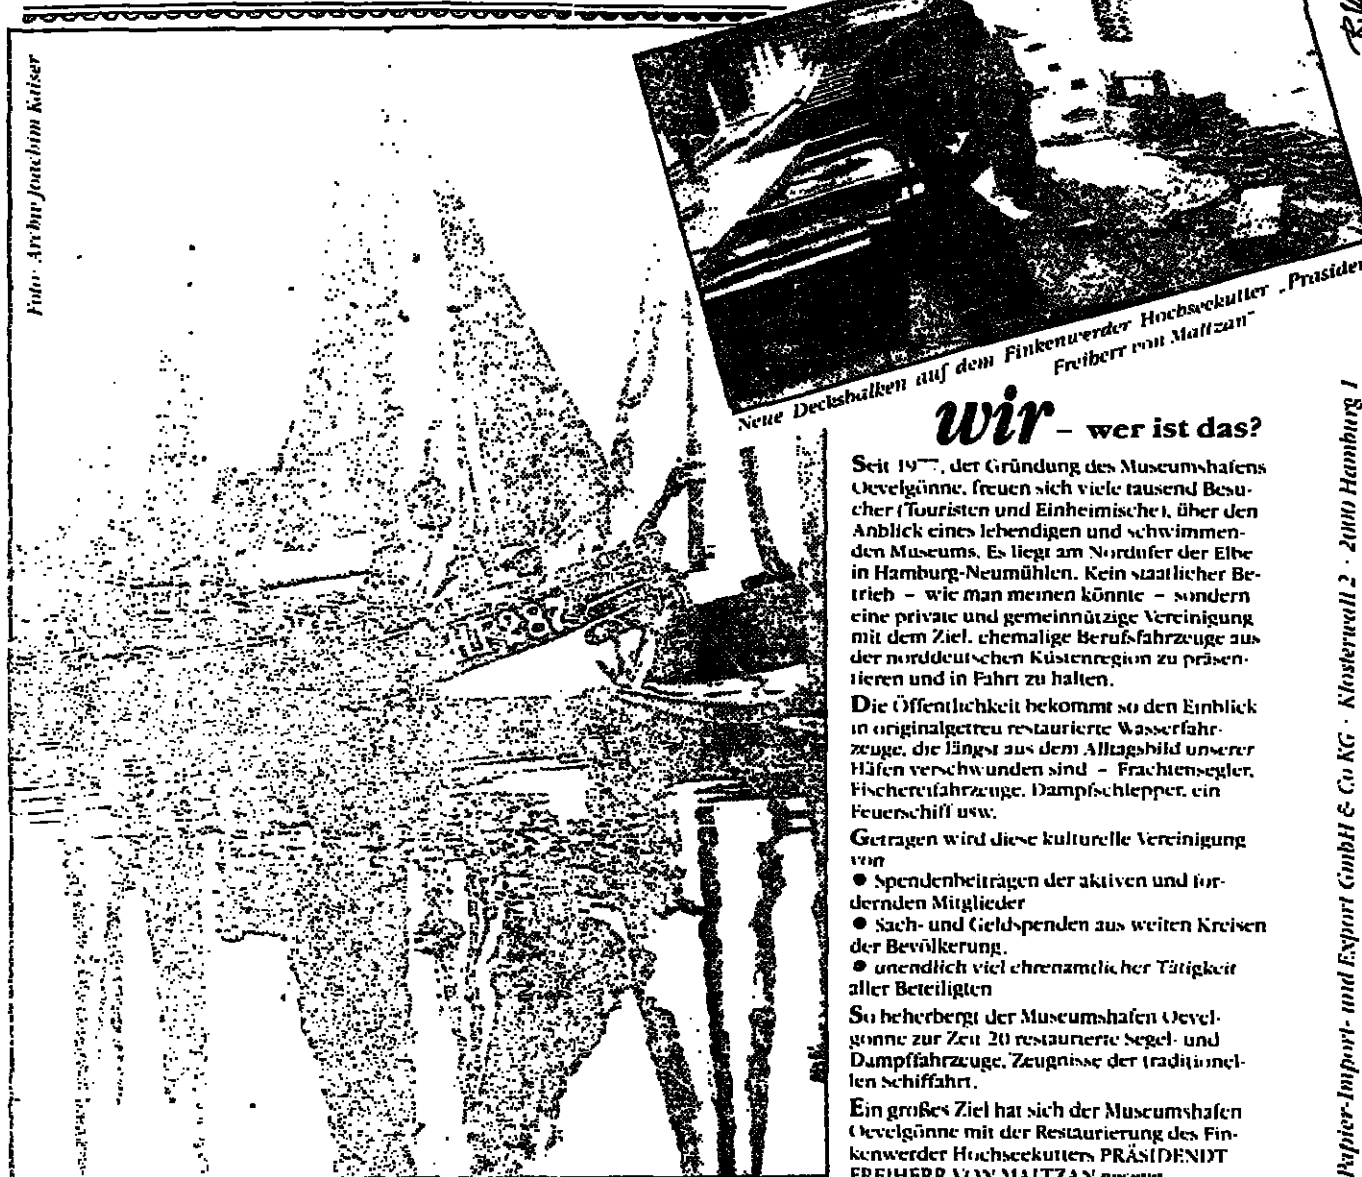 Foto: Archiv Joachim Kaiser
Neue Decksbalken auf dem Finkenwerder Hochseekutter „Präsiden
Freiherr von Maltzan“
wir – wer ist das?
Seit 1977, der Gründung des Museumshafens
Oevelgönne, freuen sich viele tausend Besu-
cher (Touristen und Einheimische), über den
Anblick eines lebendigen und schwimmen-
den Museums. Es liegt am Nordufer der Elbe
in Hamburg-Neumühlen. Kein staatlicher Be-
trieb – wie man meinen könnte – sondern
eine private und gemeinnützige Vereinigung
mit dem Ziel, ehemalige Berufsfahrzeuge aus
der norddeutschen Küstenregion zu präsen-
tieren und in Fahrt zu halten.
Die Öffentlichkeit bekommt so den Einblick
in originalgetreu restaurierte Wasserfahr-
zeuge, die längst aus dem Alltagsbild unserer
Häfen verschwunden sind – Frachtensegler,
Fischereifahrzeuge, Dampfschlepper, ein
Feuerschiff usw.
Getragen wird diese kulturelle Vereinigung
von
● Spendenbeiträgen der aktiven und för-
dernden Mitglieder
● Sach- und Geldspenden aus weiten Kreisen
der Bevölkerung,
● unendlich viel ehrenamtlicher Tätigkeit
aller Beteiligten
So beherbergt der Museumshafen Oevel-
gönne zur Zeit 20 restaurierte Segel- und
Dampffahrzeuge, Zeugnisse der traditionel-
len Schiffahrt.
Ein großes Ziel hat sich der Museumshafen
Oevelgönne mit der Restaurierung des Fin-
kenwerder Hochseekutters PRÄSIDENDT
FREIHERR VON MALTZAN
Papier-Import- und Export GmbH & Co KG · Klosterwall 2 · 2000 Hamburg 1